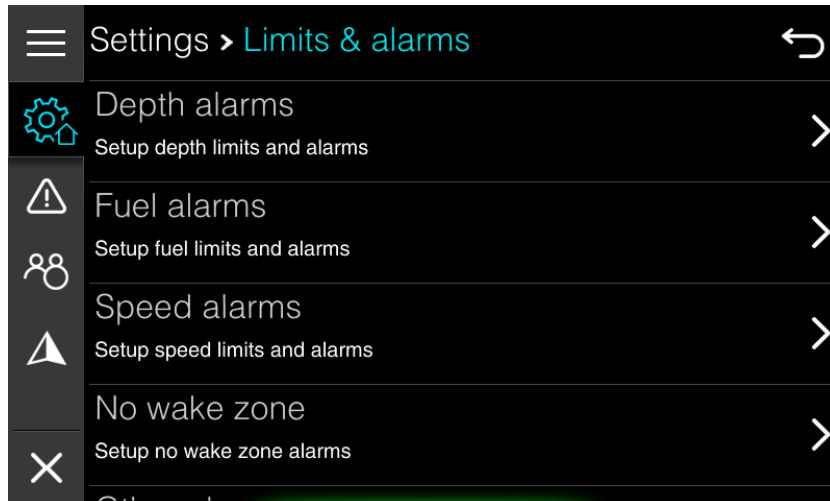 Settings > Limits & alarms
Depth alarms
Setup depth limits and alarms
Fuel alarms
Setup fuel limits and alarms
Speed alarms
Setup speed limits and alarms
No wake zone
Setup no wake zone alarms